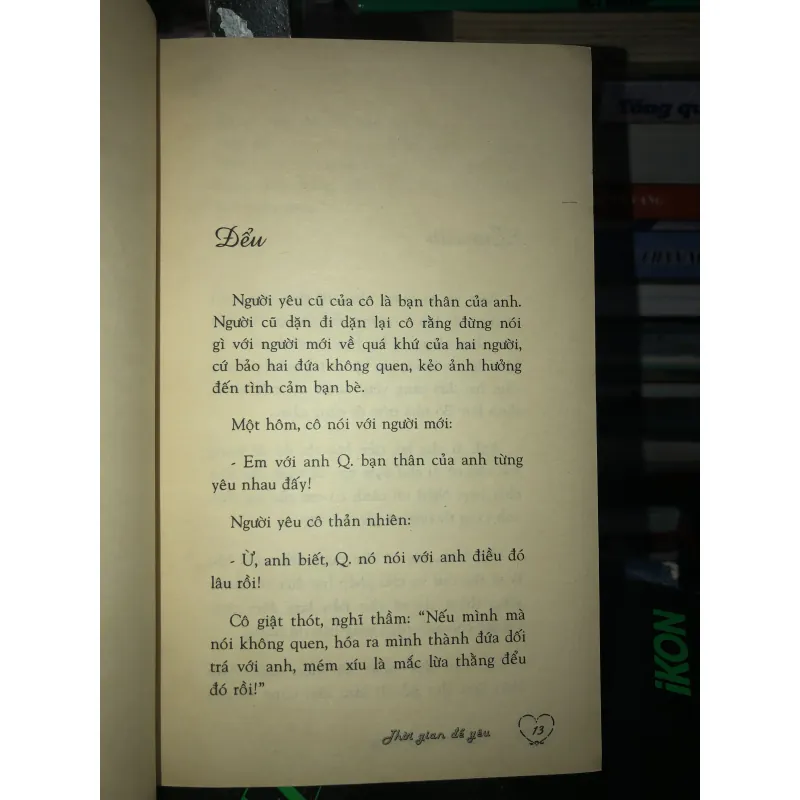 Đểu
Người yêu cũ của cô là bạn thân của anh.
Người cũ dặn đi dặn lại cô rằng đừng nói
gì với người mới về quá khứ của hai người,
cứ bảo hai đứa không quen, kẻo ảnh hưởng
đến tình cảm bạn bè.
Một hôm, cô nói với người mới:
- Em với anh Q. bạn thân của anh từng
yêu nhau đấy!
Người yêu cô thản nhiên:
- Ừ, anh biết, Q. nó nói với anh điều đó
lâu rồi!
Cô giật thót, nghĩ thầm: “Nếu mình mà
nói không quen, hóa ra mình thành đứa dối
trá với anh, mém xíu là mắc lừa thằng đểu
đó rồi!”
Thời gian để yêu
13
Tổng qu
iKON